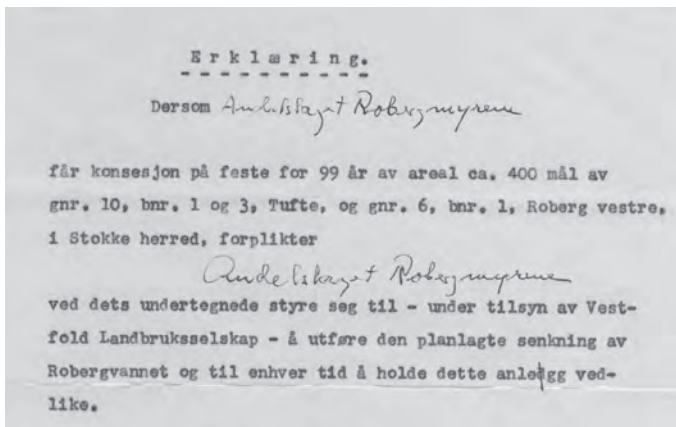 Erklæring.
Dersom Andelslaget Robergmyrene
får konsesjon på feste for 99 år av areal ca. 400 mål av
gnr. 10, bnr. 1 og 3, Tufte, og gnr. 6, bnr. 1, Roberg vestre,
i Stokke herred, forplikter
Andelslaget Robergmyrene
ved dets undertegnede styre seg til - under tilsyn av Vest-
fold Landbruksselskap - å utføre den planlagte senkning av
Robergvannet og til enhver tid å holde dette anlegg ved-
like.